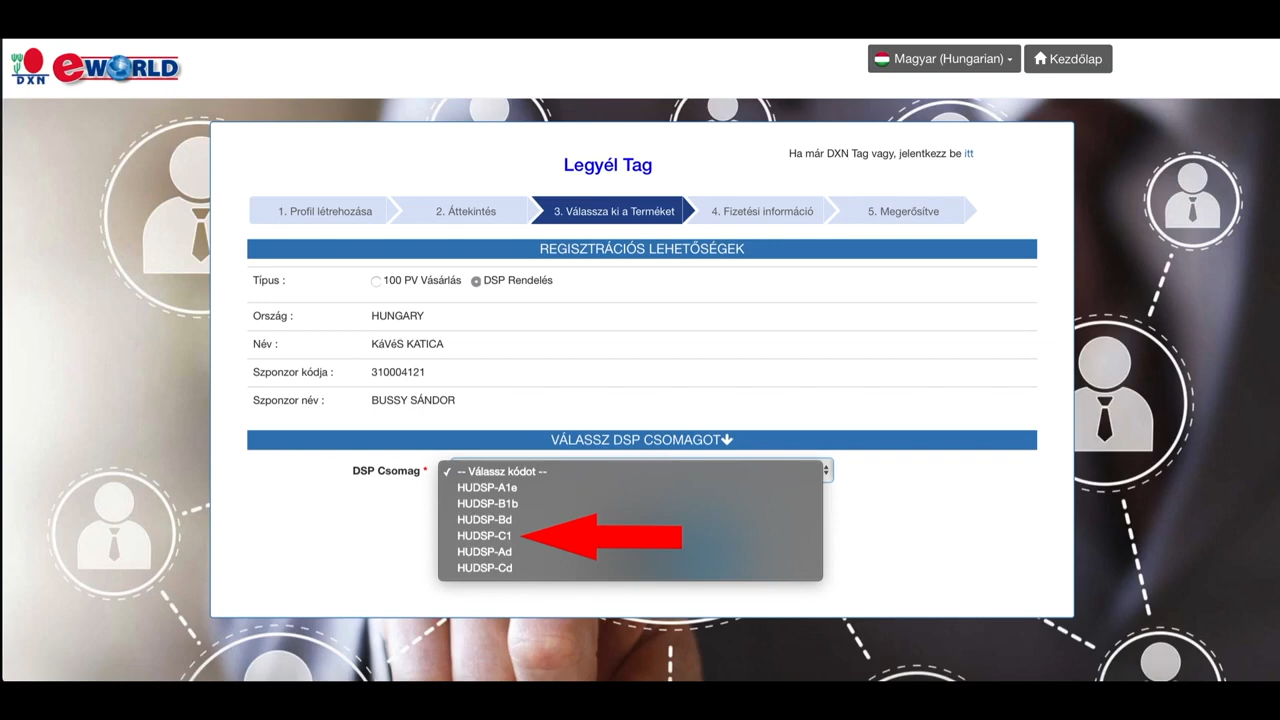 DXN
eWORLD
Magyar (Hungarian)
Kezdőlap
Ha már DXN Tag vagy, jelentkezz be itt
Legyél Tag
1. Profil létrehozása
2. Áttekintés
3. Válassza ki a Terméket
4. Fizetési információ
5. Megerősítve
REGISZTRÁCIÓS LEHETŐSÉGEK
Típus : 100 PV Vásárlás DSP Rendelés
Ország : HUNGARY
Név : KáVéS KATICA
Szponzor kódja : 310004121
Szponzor név : BUSSY SÁNDOR
VÁLASSZ DSP CSOMAGOT
DSP Csomag * ✓ -- Válassz kódot --
HUDSP-A1e
HUDSP-B1b
HUDSP-Bd
HUDSP-C1
HUDSP-Ad
HUDSP-Cd